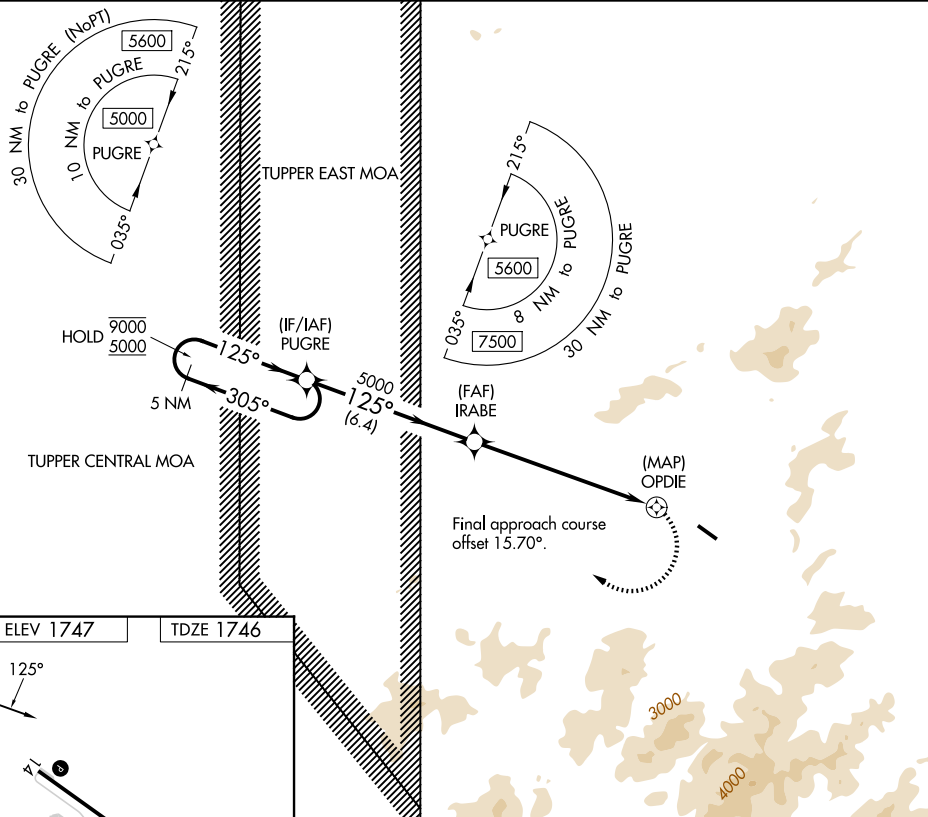 30 NM to PUGRE (NoPT)
5600
215°
10 NM to PUGRE
5000
PUGRE
035°
TUPPER EAST MOA
215°
PUGRE
5600
8 NM to PUGRE
30 NM to PUGRE
035°
7500
HOLD
9000
5000
(IF/IAF)
PUGRE
125°
305°
5 NM
5000
125°
(6.4)
(FAF)
IRABE
TUPPER CENTRAL MOA
(MAP)
OPDIE
Final approach course
offset 15.70°.
ELEV 1747
TDZE 1746
125°
14
P
3000
4000